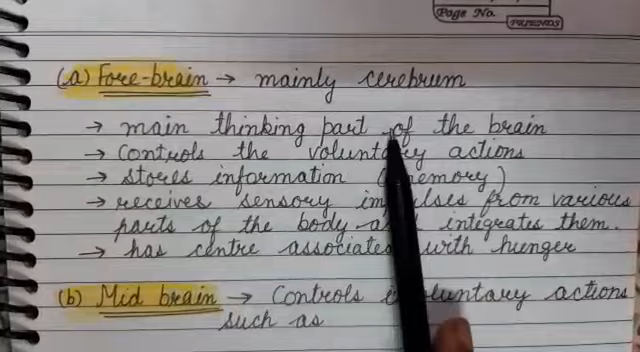 Page No.
FRIENDS
(a) Fore-brain → mainly cerebrum
→ main thinking part of the brain
→ Controls the voluntary actions
→ stores information (memory)
→ receives sensory impulses from various
parts of the body and integrates them.
→ has centre associated with hunger
(b) Mid brain → Controls involuntary actions
such as